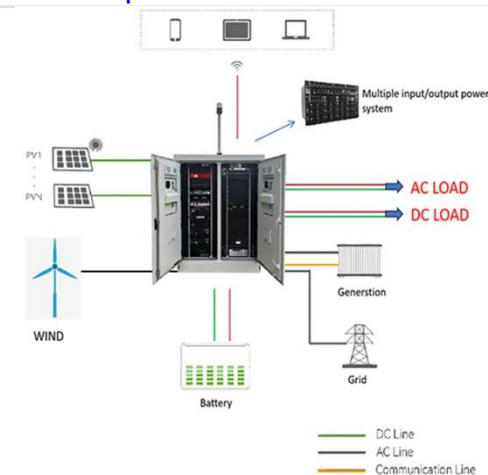 Multiple input/output power
system
PV1
PVN
AC LOAD
DC LOAD
WIND
Generstion
Grid
Battery
DC Line
AC Line
Communication Line